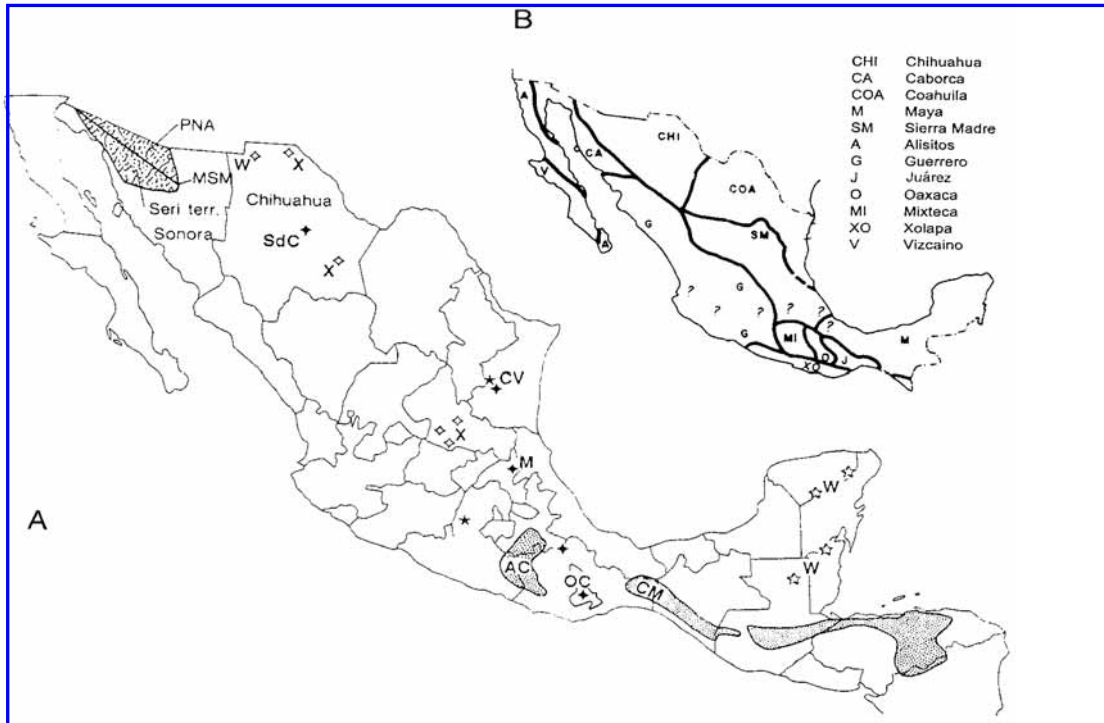 B
CHI Chihuahua
CA Caborca
COA Coahuila
M Maya
SM Sierra Madre
A Alisitos
G Guerrero
J Juárez
O Oaxaca
MI Mixteca
XO Xolapa
V Vizcaino
A
CHI
G
CA
V
COA
A
G
SM
G
? ? ? ? ? ?
G
MI
O
J
XO
M
PNA
W
X
MSM
Seri terr.
Sonora
Chihuahua
SdC
X
CV
X
M
W
W
AC
OC
CM
A